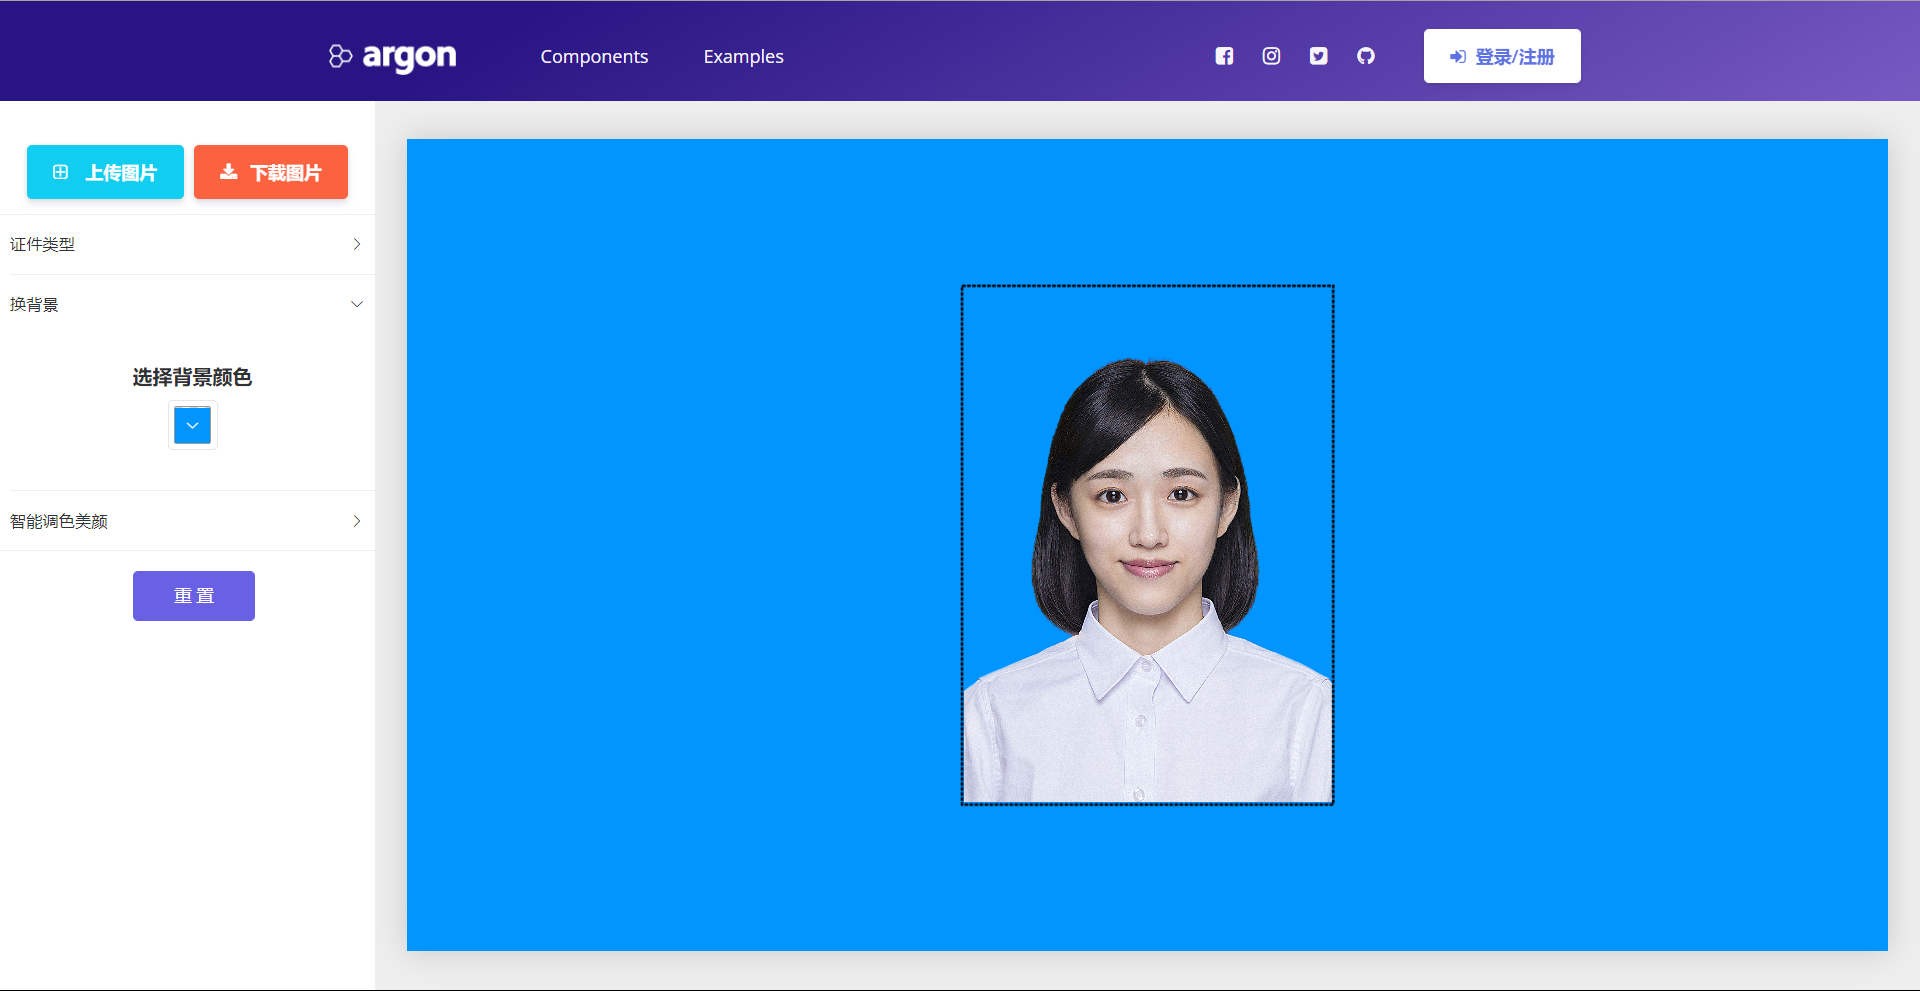 argon
Components
Examples
登录/注册
上传图片
下载图片
证件类型
换背景
选择背景颜色
智能调色美颜
重 置